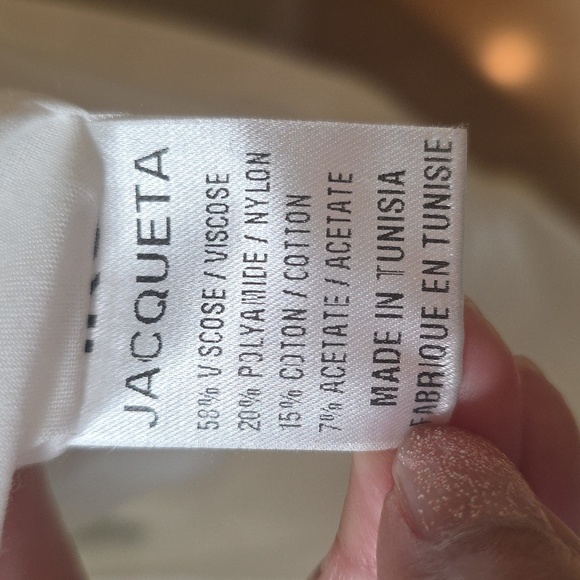 JACQUETA
58% VISCOSE / VISCOSE
20% POLYAMIDE / NYLON
15% COTON / COTTON
7% ACETATE / ACETATE
MADE IN TUNISIA
FABRIQUE EN TUNISIE